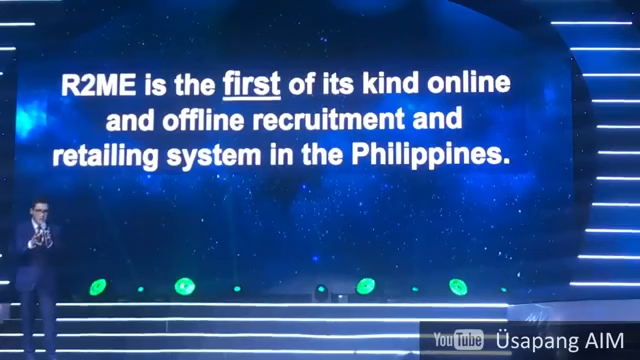 R2ME is the first of its kind online
and offline recruitment and
retailing system in the Philippines.
YouTube Üsapang AIM